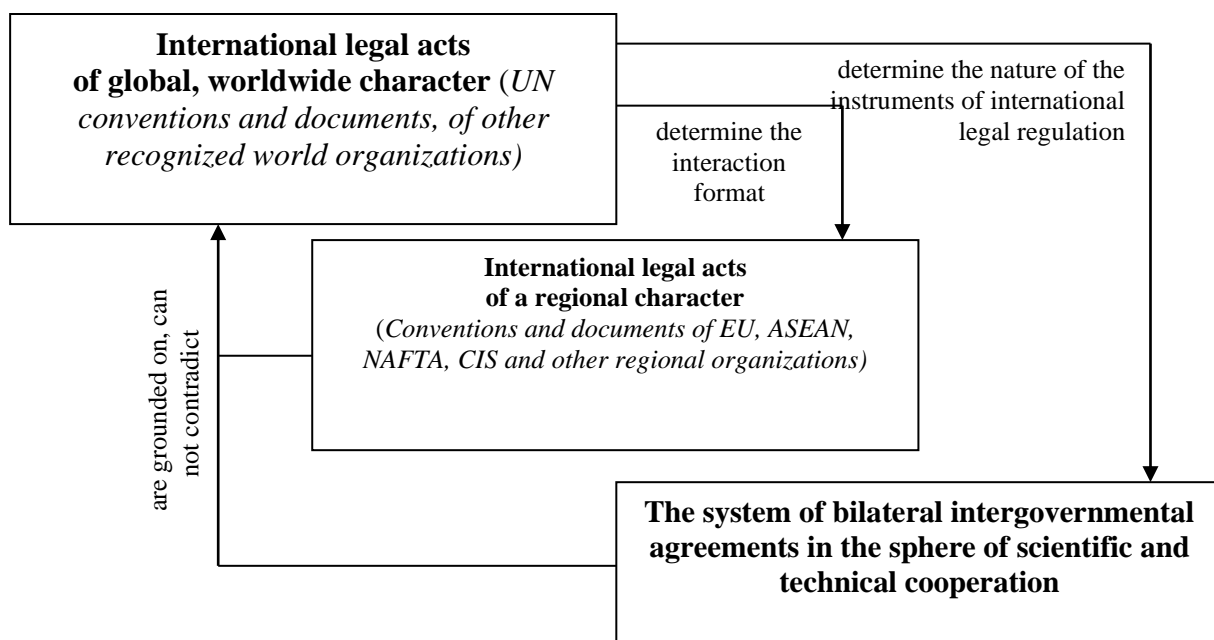 International legal acts
of global, worldwide character (UN
conventions and documents, of other
recognized world organizations)
determine the nature of the
instruments of international
legal regulation
determine the
interaction
format
International legal acts
of a regional character
(Conventions and documents of EU, ASEAN,
NAFTA, CIS and other regional organizations)
are grounded on, can
not contradict
The system of bilateral intergovernmental
agreements in the sphere of scientific and
technical cooperation